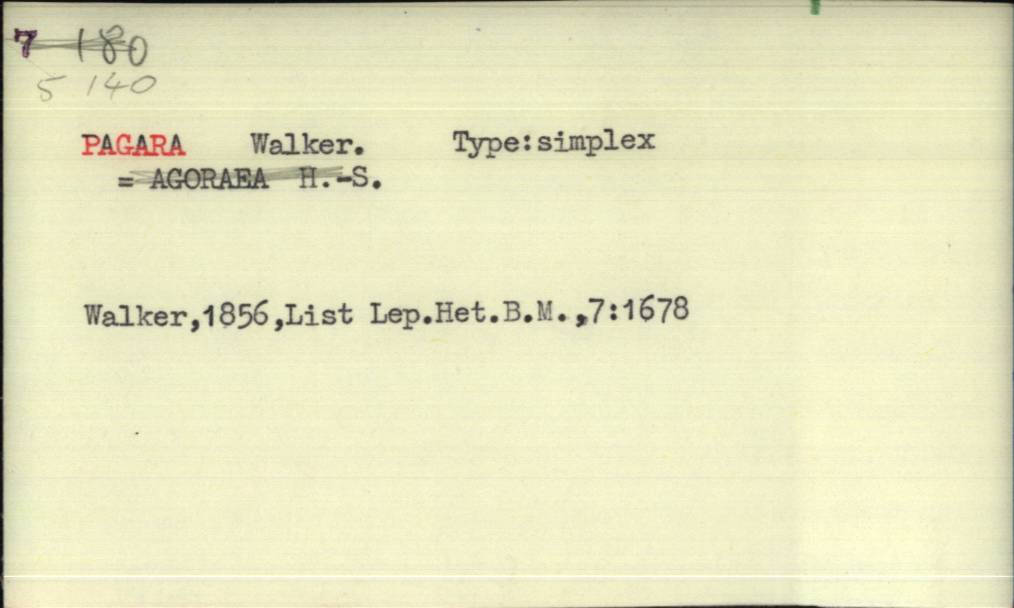 7 180
5 140
PAGARA Walker. Type:simplex
= AGORAEA H.-S.
Walker,1856,List Lep.Het.B.M.,7:1678